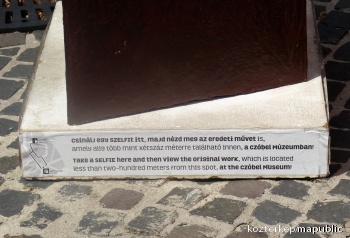 Csinálj egy szelfit itt, majd nézd meg az eredeti művet is,
amely alig több mint kétszáz méterre található innen, a Czóbel Múzeumban!
Take a selfie here and then view the original work, which is located
less than two-hundred meters from this spot, at the Czóbel Museum!
kozterkep.mapublic